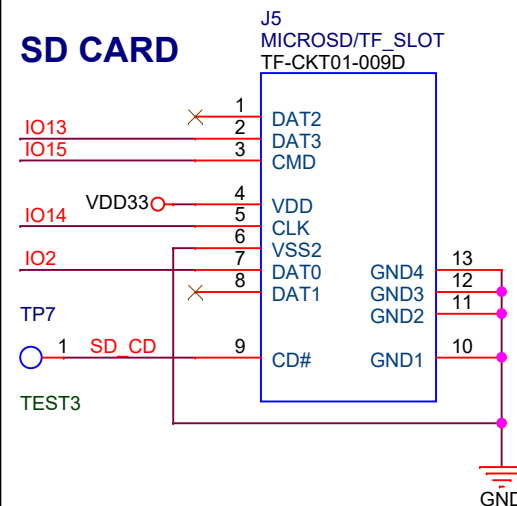 SD CARD
J5
MICROSD/TF_SLOT
TF-CKT01-009D
1 DAT2
IO13 2 DAT3
IO15 3 CMD
VDD33 4 VDD
IO14 5 CLK
6 VSS2
IO2 7 DAT0 GND4 13
8 DAT1 GND3 12
GND2 11
TP7
1 SD_CD 9 CD# GND1 10
TEST3
GND